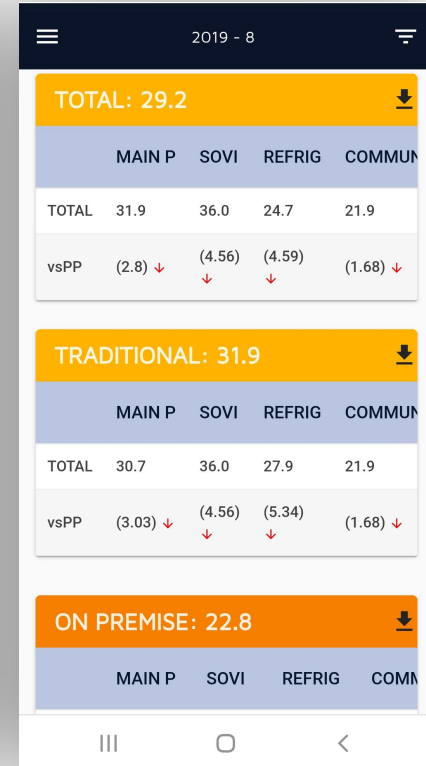 2019 - 8
TOTAL: 29.2
MAIN P SOVI REFRIG COMMUN
TOTAL 31.9 36.0 24.7 21.9
vsPP (2.8) ↓ (4.56) ↓ (4.59) ↓ (1.68) ↓
TRADITIONAL: 31.9
MAIN P SOVI REFRIG COMMUN
TOTAL 30.7 36.0 27.9 21.9
vsPP (3.03) ↓ (4.56) ↓ (5.34) ↓ (1.68) ↓
ON PREMISE: 22.8
MAIN P SOVI REFRIG COMM